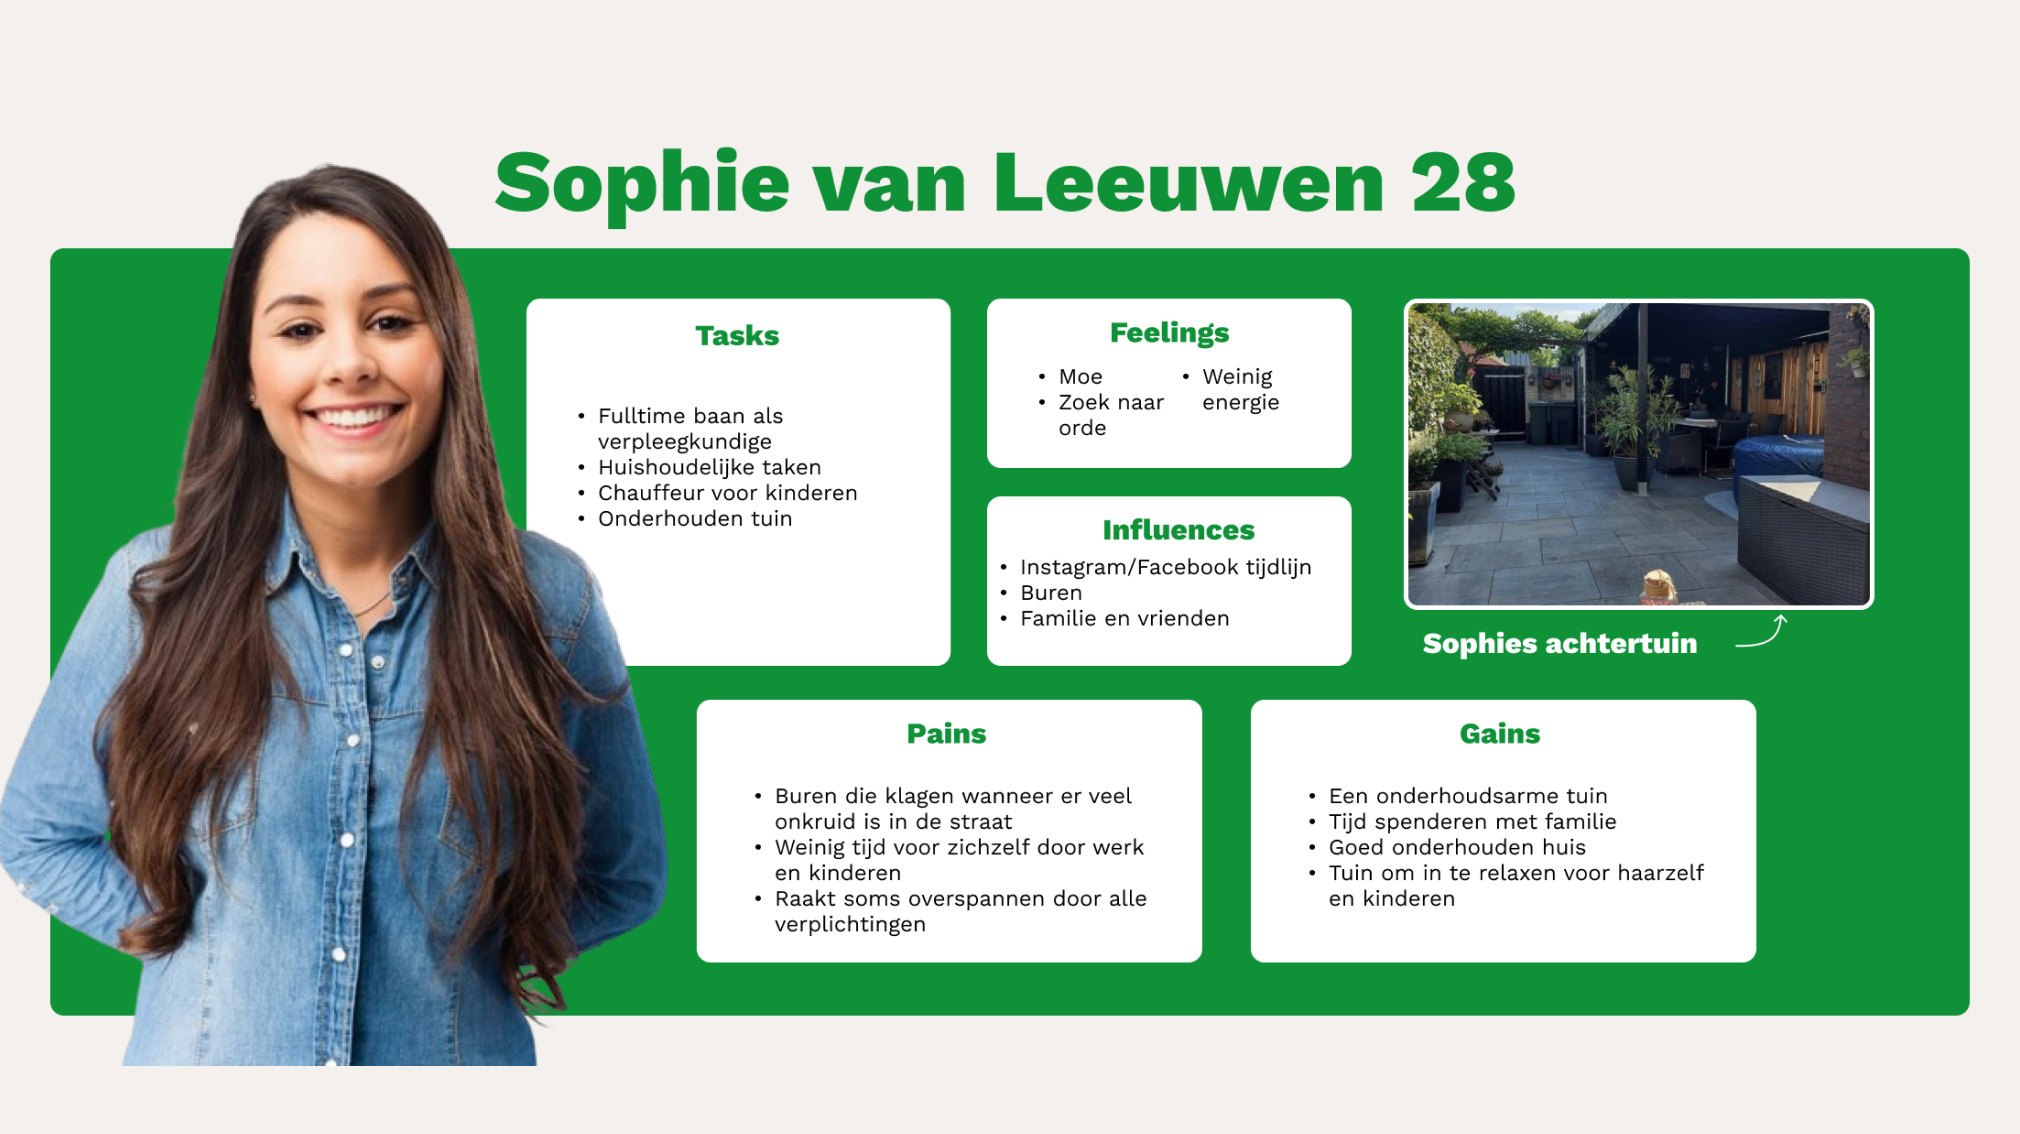 Sophie van Leeuwen 28
Tasks
• Fulltime baan als
verpleegkundige
• Huishoudelijke taken
• Chauffeur voor kinderen
• Onderhouden tuin
Feelings
• Moe
• Zoek naar
orde
• Weinig
energie
Influences
• Instagram/Facebook tijdlijn
• Buren
• Familie en vrienden
Sophies achtertuin
Pains
• Buren die klagen wanneer er veel
onkruid is in de straat
• Weinig tijd voor zichzelf door werk
en kinderen
• Raakt soms overspannen door alle
verplichtingen
Gains
• Een onderhoudsarme tuin
• Tijd spenderen met familie
• Goed onderhouden huis
• Tuin om in te relaxen voor haarzelf
en kinderen